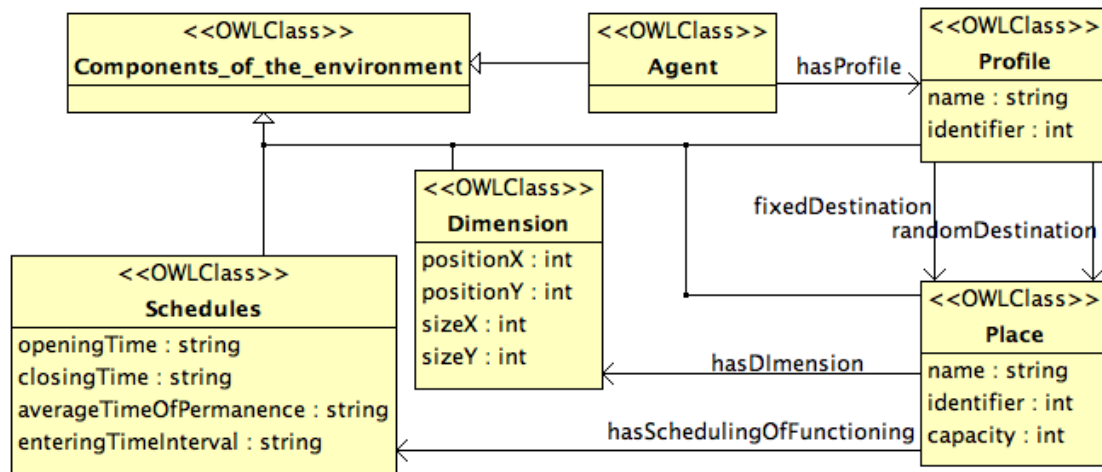 <<OWLClass>>
Components_of_the_environment
<<OWLClass>>
Agent
hasProfile
<<OWLClass>>
Profile
name : string
identifier : int
<<OWLClass>>
Dimension
positionX : int
positionY : int
sizeX : int
sizeY : int
fixedDestination
randomDestination
<<OWLClass>>
Schedules
openingTime : string
closingTime : string
averageTimeOfPermanence : string
enteringTimeInterval : string
<<OWLClass>>
Place
name : string
identifier : int
capacity : int
hasDImension
hasSchedulingOfFunctioning